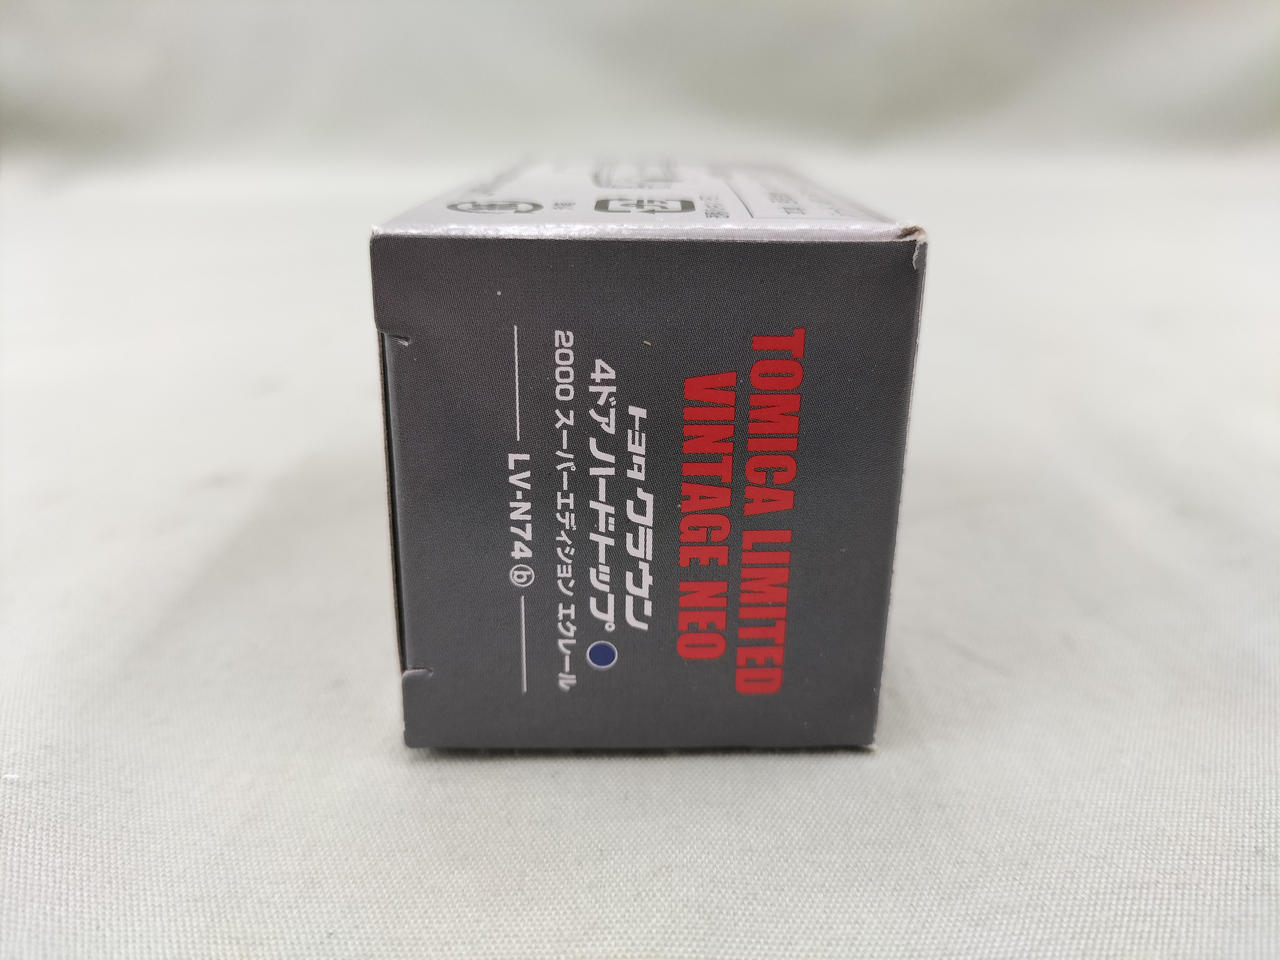 TOMICA LIMITED
VINTAGE NEO
トヨタ クラウン
4ドア ハードトップ
2000 スーパーエディション エクレール
LV-N74 ⓑ